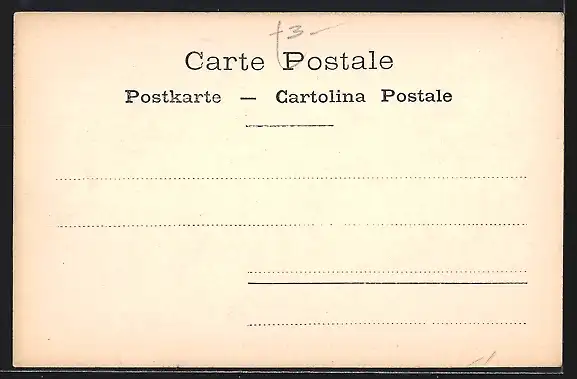 3-
Carte Postale
Postkarte — Cartolina Postale